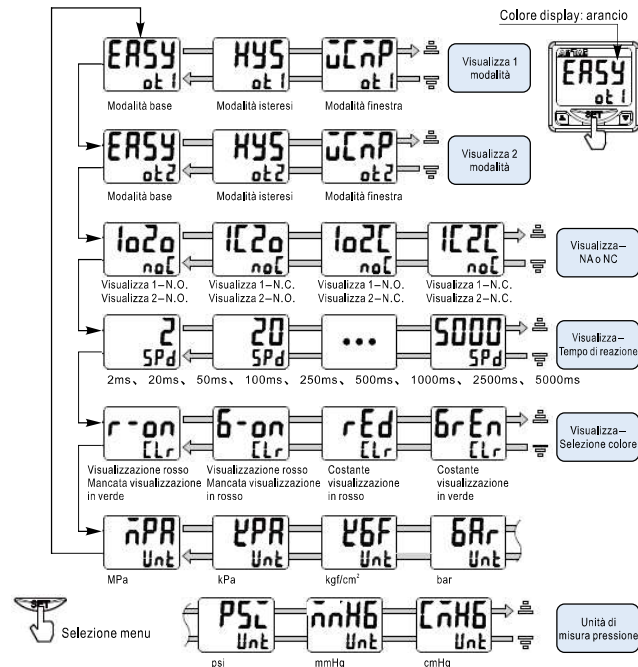 Colore display: arancio
AIRTAC
EASY
ot1
SET
EASY HYS wCmP
ot1 ot1 ot1
Visualizza 1
modalità
Modalità base Modalità isteresi Modalità finestra
EASY HYS wCmP
ot2 ot2 ot2
Visualizza 2
modalità
Modalità base Modalità isteresi Modalità finestra
1o2o 1C2o 1o2C 1C2C
noC noC noC noC
Visualizza–
NA o NC
Visualizza 1–N.O. Visualizza 1–N.C. Visualizza 1–N.O. Visualizza 1–N.C.
Visualizza 2–N.O. Visualizza 2–N.O. Visualizza 2–N.C. Visualizza 2–N.C.
2 20 ... 5000
SPd SPd SPd
Visualizza–
Tempo di reazione
2ms、 20ms、 50ms、 100ms、 250ms、 500ms、 1000ms、 2500ms、 5000ms
r-on G-on rEd GrEn
CLr CLr CLr CLr
Visualizza–
Selezione colore
Visualizzazione rosso Visualizzazione rosso Costante Costante
Mancata visualizzazione Mancata visualizzazione visualizzazione visualizzazione
in verde in rosso in rosso in verde
mPA KPA KGF bAr
Unt Unt Unt Unt
MPa kPa kgf/cm² bar
SET
Selezione menu
PSi mmHG CmHG
Unt Unt Unt
Unità di
misura pressione
psi mmHg cmHg